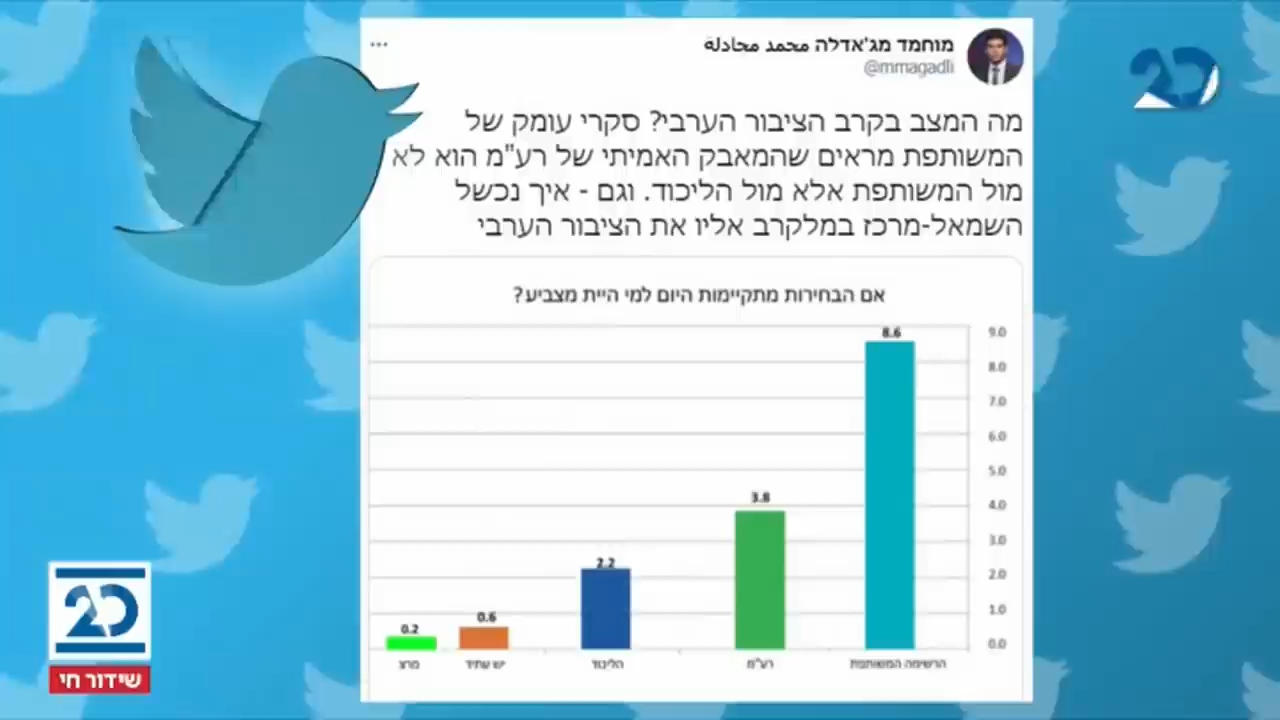 מוחמד מג'אדלה محمد مجادلة
@mmagadli
...
20
מה המצב בקרב הציבור הערבי? סקרי עומק של
המשותפת מראים שהמאבק האמיתי של רע"מ הוא לא
מול המשותפת אלא מול הליכוד. וגם - איך נכשל
השמאל-מרכז במלקרב אליו את הציבור הערבי
אם הבחירות מתקיימות היום למי היית מצביע?
9.0
8.0
7.0
6.0
5.0
4.0
3.0
2.0
1.0
0.0
8.6
3.8
2.2
0.6
0.2
הרשימה המשותפת
רע"מ
הליכוד
יש עתיד
מרצ
20
שידור חי